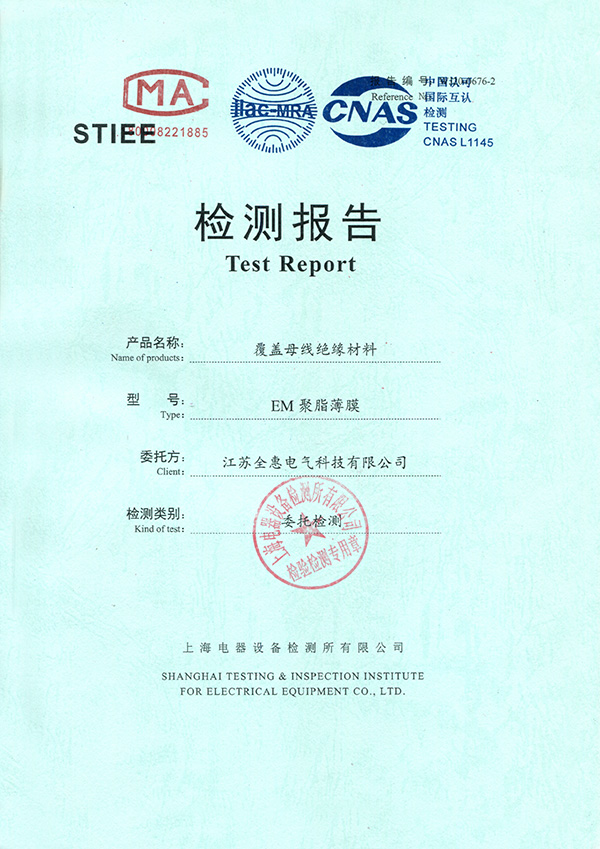 MA
STIEE
180008221885
ilac-MRA
CNAS
报告编号
7676-2
Reference N
中国认可
国际互认
检测
TESTING
CNAS L1145
检测报告
Test Report
产品名称:
覆盖母线绝缘材料
Name of products:
型 号:
EM 聚脂薄膜
Type:
委托方:
江苏全惠电气科技有限公司
Client:
检测类别:
委托检测
Kind of test:
上海电器设备检测所有限公司
检验检测专用章
上海电器设备检测所有限公司
SHANGHAI TESTING & INSPECTION INSTITUTE
FOR ELECTRICAL EQUIPMENT CO., LTD.